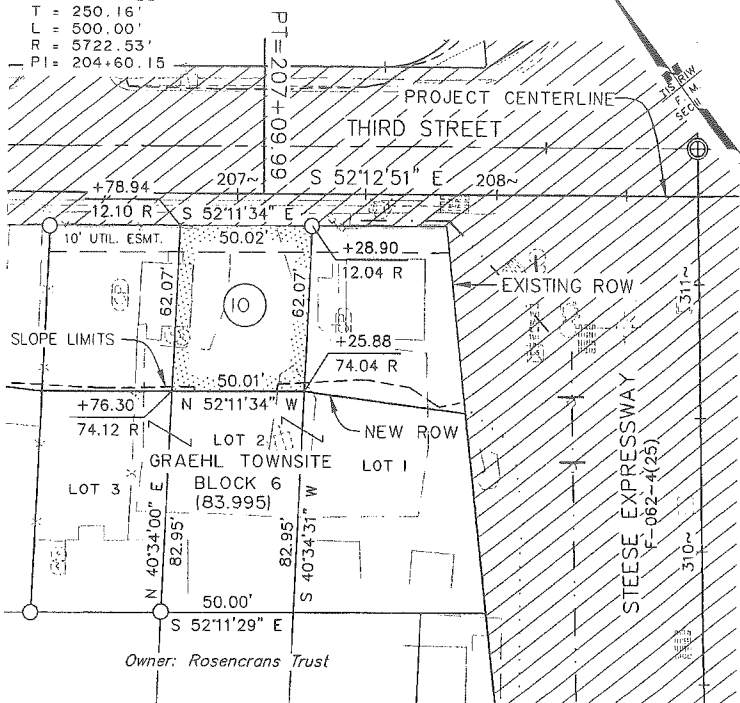 T = 250.16'
L = 500.00'
R = 5722.53'
PI = 204+60.15
PT = 207+09.99
TIS RIW
F. M.
SEC 11
PROJECT CENTERLINE
THIRD STREET
207~
S 52°12'51" E
208~
+78.94
12.10 R
S 52°11'34" E
10' UTIL. ESMT.
50.02'
+28.90
12.04 R
EXISTING ROW
62.07'
62.07'
10
311~
SLOPE LIMITS
+25.88
74.04 R
50.01'
N 52°11'34" W
+76.30
74.12 R
NEW ROW
LOT 2
GRAEHL TOWNSITE
BLOCK 6
(83.995)
LOT 1
LOT 3
N 40°34'00" E
82.95'
82.95'
S 40°34'31" W
STEESE EXPRESSWAY
F-062-4(25)
310~
50.00'
S 52°11'29" E
Owner: Rosencrans Trust